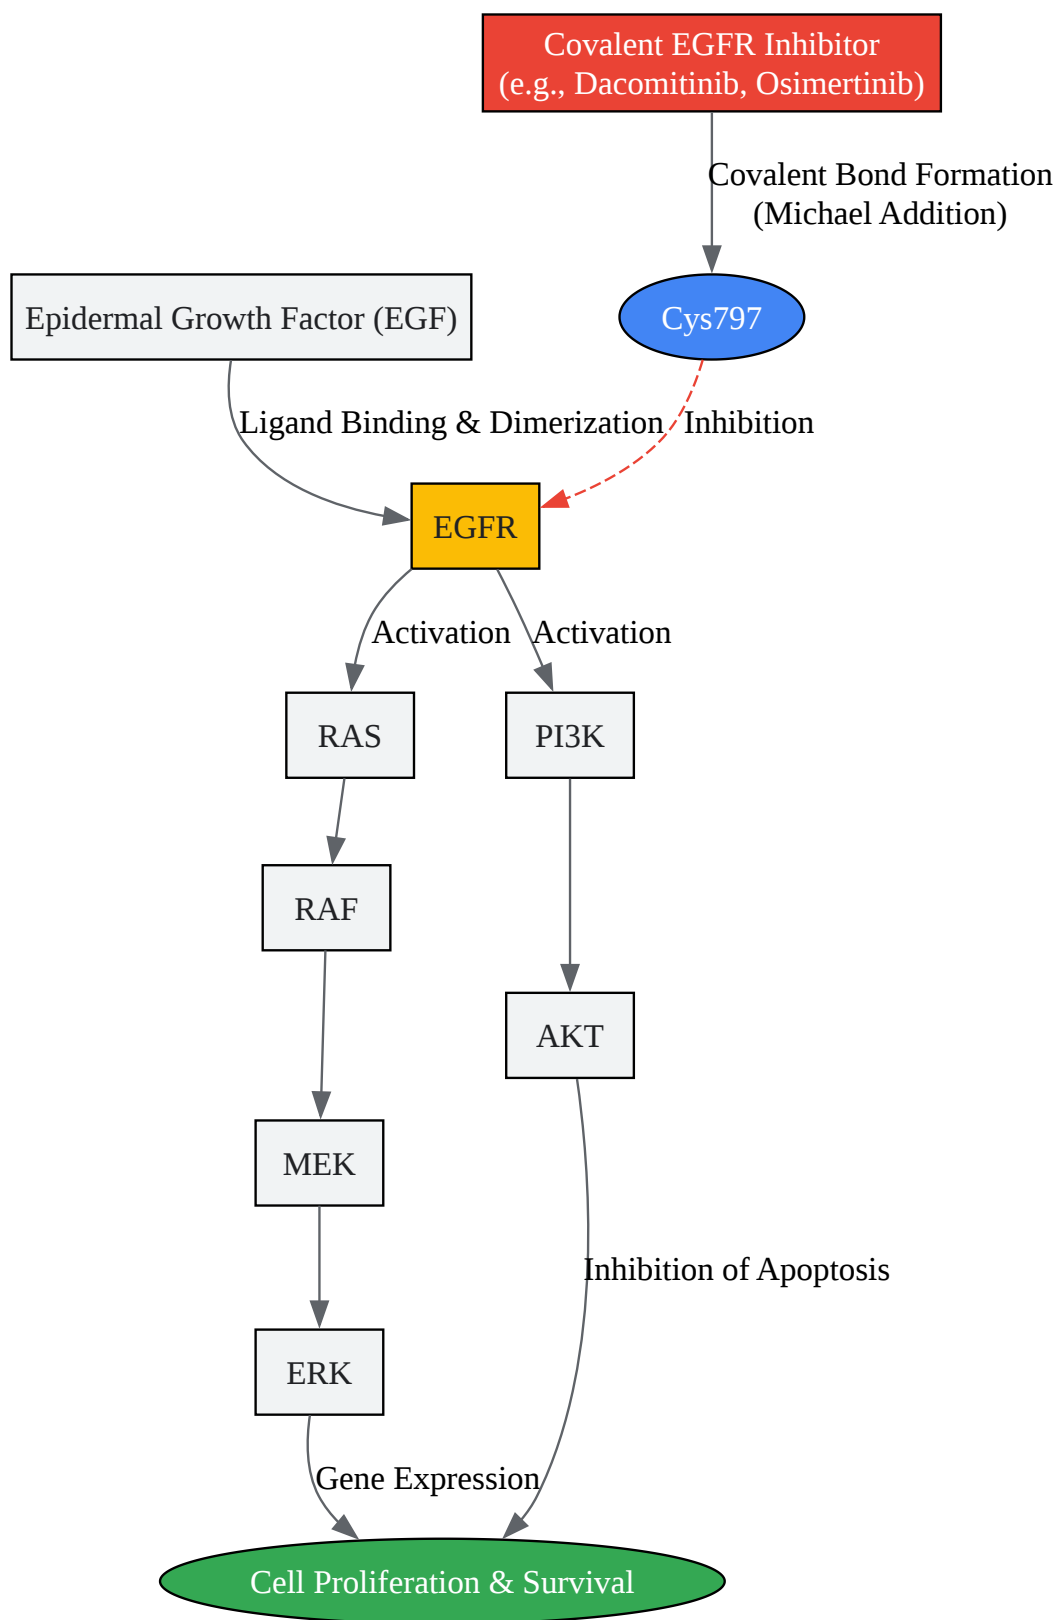 Covalent EGFR Inhibitor
(e.g., Dacomitinib, Osimertinib)
Covalent Bond Formation
(Michael Addition)
Epidermal Growth Factor (EGF)
Cys797
Ligand Binding & Dimerization
Inhibition
EGFR
Activation
Activation
RAS
PI3K
RAF
AKT
MEK
Inhibition of Apoptosis
ERK
Gene Expression
Cell Proliferation & Survival